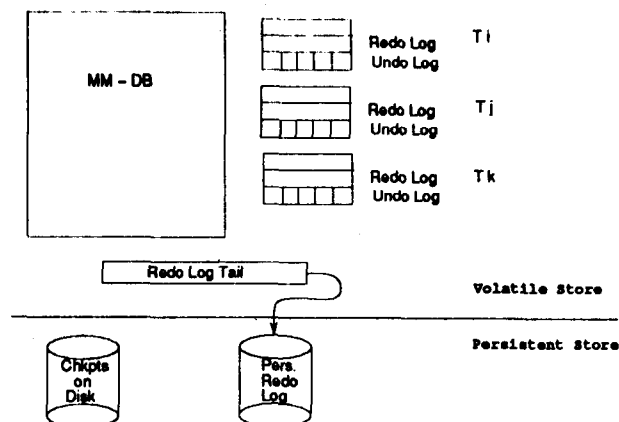 MM – DB
Redo Log
Undo Log
Ti
Redo Log
Undo Log
Tj
Redo Log
Undo Log
Tk
Redo Log Tail
Volatile Store
Persistent Store
Chkpts
on
Disk
Pers.
Redo
Log